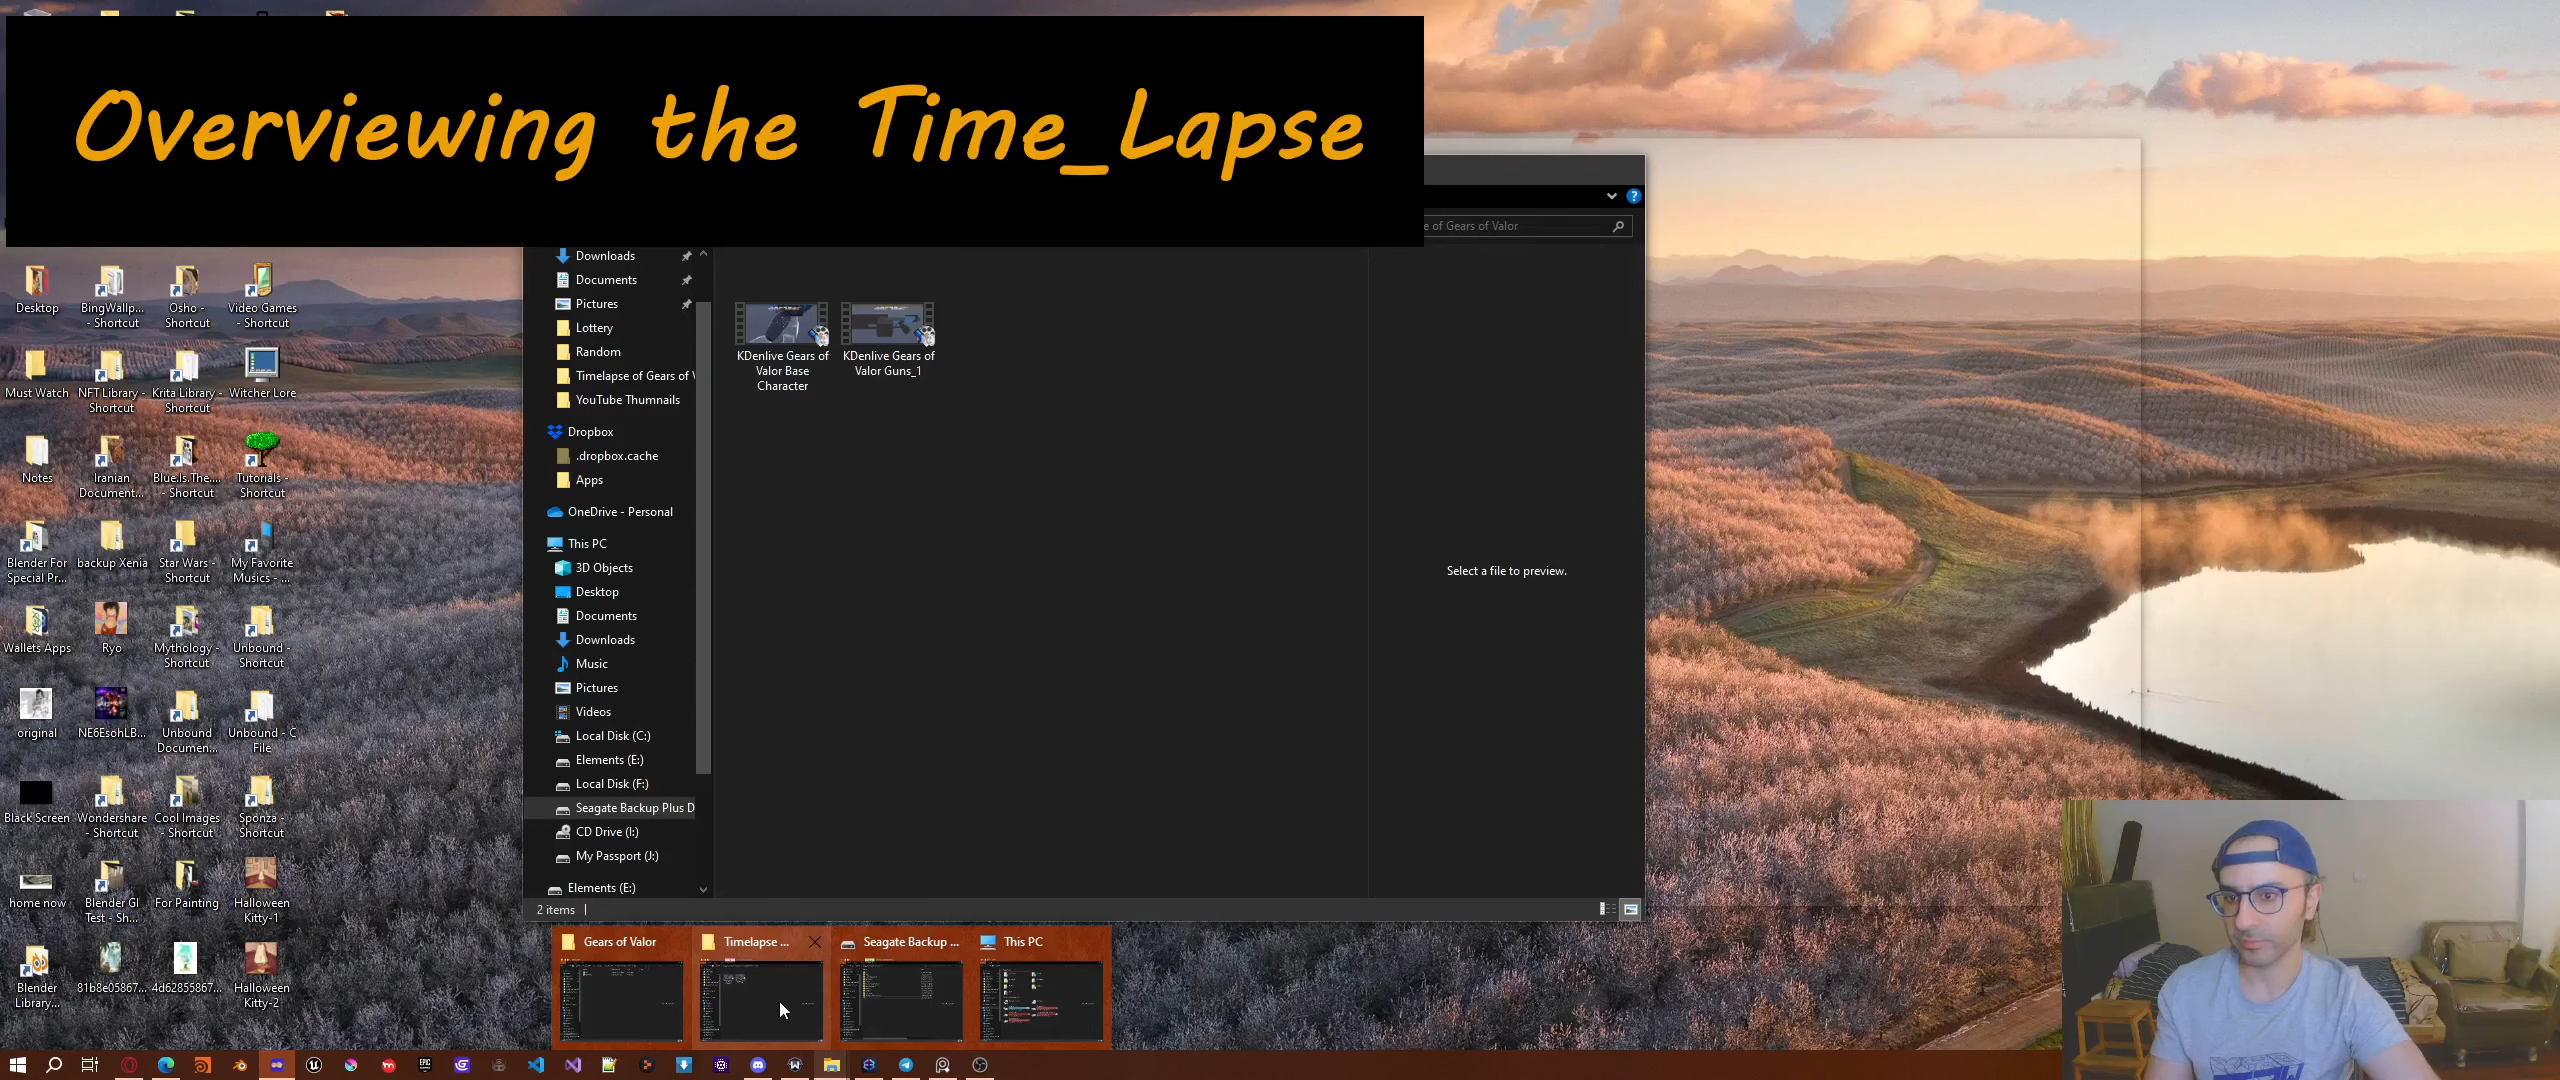 Overviewing the Time_Lapse
e of Gears of Valor
Downloads
Documents
Pictures
Lottery
Random
Timelapse of Gears of V
YouTube Thumnails
Dropbox
.dropbox.cache
Apps
OneDrive - Personal
This PC
3D Objects
Desktop
Documents
Downloads
Music
Pictures
Videos
Local Disk (C:)
Elements (E:)
Local Disk (F:)
Seagate Backup Plus D
CD Drive (I:)
My Passport (J:)
Elements (E:)
2 items
KDenlive Gears of
Valor Base
Character
KDenlive Gears of
Valor Guns_1
Select a file to preview.
Desktop
BingWallp...
- Shortcut
Osho -
Shortcut
Video Games
- Shortcut
Must Watch
NFT Library -
Shortcut
Krita Library -
Shortcut
Witcher Lore
Notes
Iranian
Document...
Blue.Is.The....
- Shortcut
Tutorials -
Shortcut
Blender For
Special Pr...
backup Xenia
Star Wars -
Shortcut
My Favorite
Musics - ...
Wallets Apps
Ryo
Mythology -
Shortcut
Unbound -
Shortcut
original
NE6EsohLB...
Unbound
Documen...
Unbound - C
File
Black Screen
Wondershare
- Shortcut
Cool Images
- Shortcut
Sponza -
Shortcut
home now
Blender GI
Test - Sh...
For Painting
Halloween
Kitty-1
Blender
Library...
81b8e05867...
4d62855867...
Halloween
Kitty-2
Gears of Valor
Timelapse ...
Seagate Backup ...
This PC